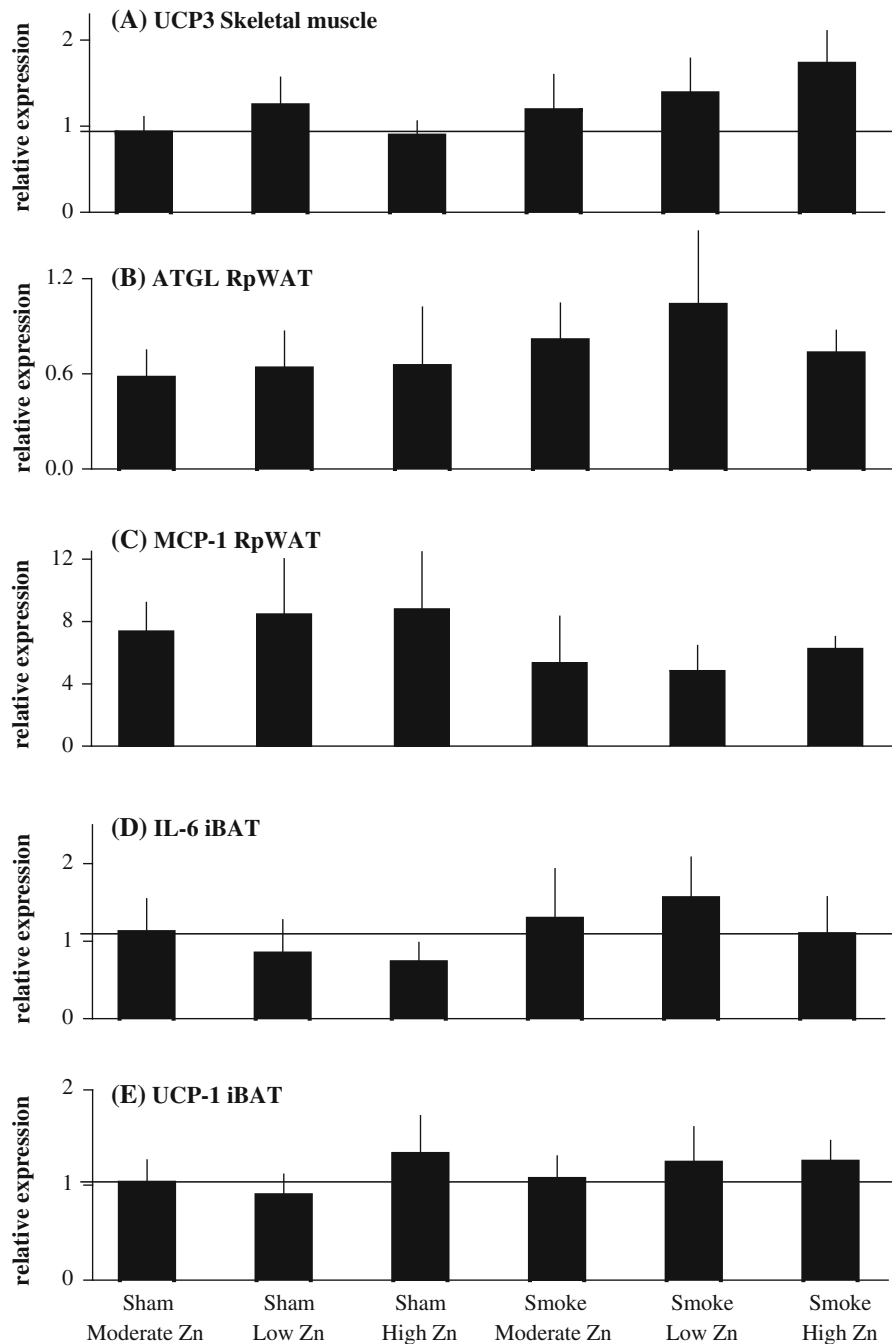 (A) UCP3 Skeletal muscle
relative expression
2
1
0
(B) ATGL RpWAT
relative expression
1.2
0.6
0.0
(C) MCP-1 RpWAT
relative expression
12
8
4
0
(D) IL-6 iBAT
relative expression
2
1
0
(E) UCP-1 iBAT
relative expression
2
1
0
Sham Moderate Zn
Sham Low Zn
Sham High Zn
Smoke Moderate Zn
Smoke Low Zn
Smoke High Zn